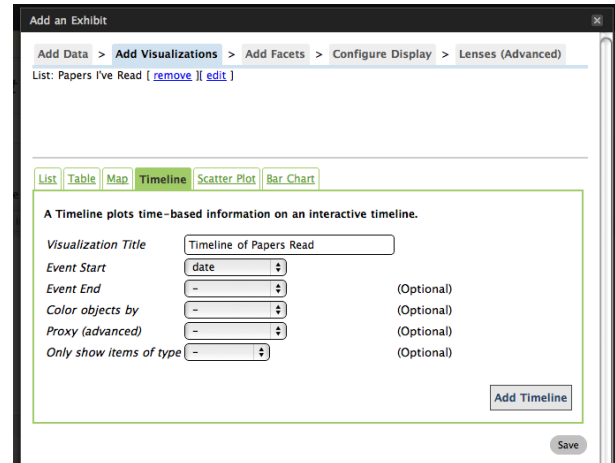 Add an Exhibit
Add Data > Add Visualizations > Add Facets > Configure Display > Lenses (Advanced)
List: Papers I've Read [ remove ][ edit ]
List Table Map Timeline Scatter Plot Bar Chart
A Timeline plots time-based information on an interactive timeline.
Visualization Title Timeline of Papers Read
Event Start date
Event End - (Optional)
Color objects by - (Optional)
Proxy (advanced) - (Optional)
Only show items of type - (Optional)
Add Timeline
Save